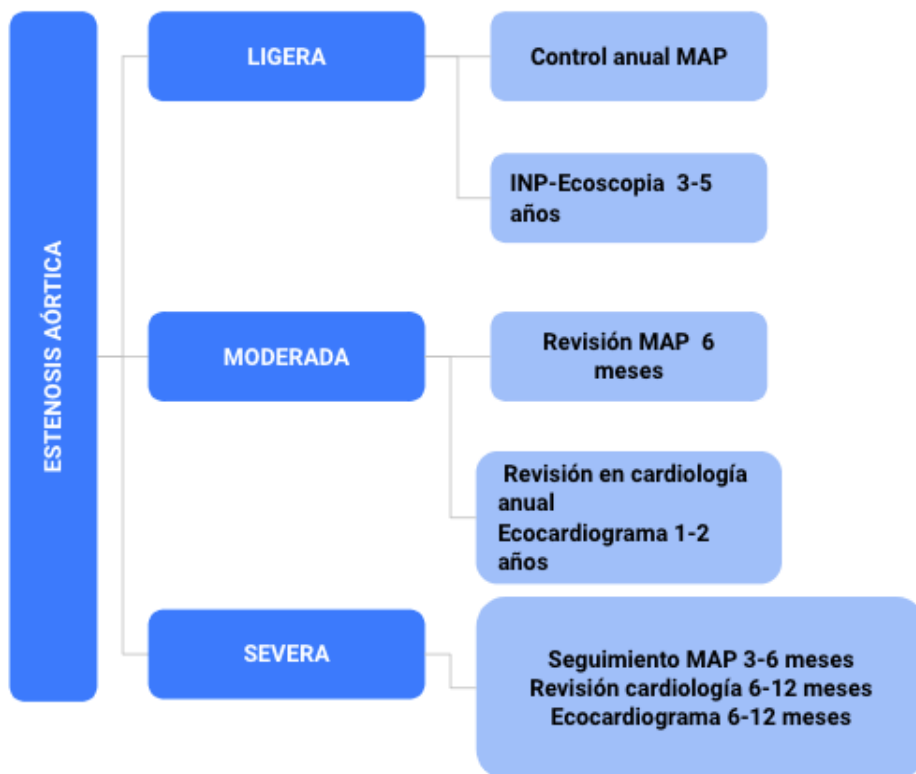 ESTENOSIS AÓRTICA
LIGERA
Control anual MAP
INP-Ecoscopia 3-5
años
MODERADA
Revisión MAP 6
meses
Revisión en cardiología
anual
Ecocardiograma 1-2
años
SEVERA
Seguimiento MAP 3-6 meses
Revisión cardiología 6-12 meses
Ecocardiograma 6-12 meses